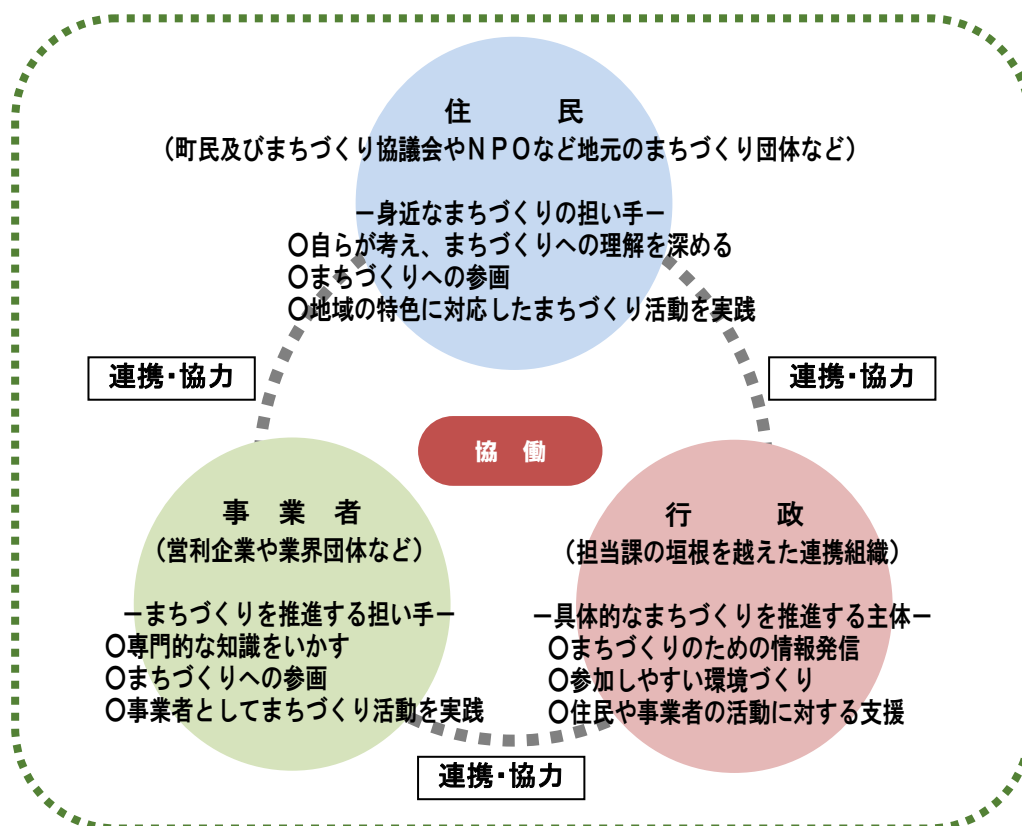 住　民
（町民及びまちづくり協議会やＮＰＯなど地元のまちづくり団体など）
－身近なまちづくりの担い手－
〇自らが考え、まちづくりへの理解を深める
〇まちづくりへの参画
〇地域の特色に対応したまちづくり活動を実践
連携・協力
連携・協力
協　働
事　業　者
（営利企業や業界団体など）
－まちづくりを推進する担い手－
〇専門的な知識をいかす
〇まちづくりへの参画
〇事業者としてまちづくり活動を実践
行　政
（担当課の垣根を越えた連携組織）
－具体的なまちづくりを推進する主体－
〇まちづくりのための情報発信
〇参加しやすい環境づくり
〇住民や事業者の活動に対する支援
連携・協力